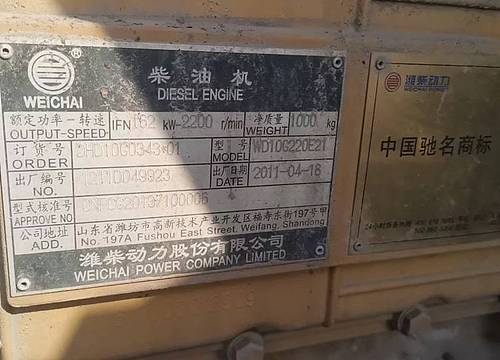 WEICHAI
柴油机
DIESEL ENGINE
额定功率—转速 IFN 162 kW-2200 r/min 净质量 1000 kg
OUTPUT-SPEED WEIGHT
订货号 DHD10G0343*01 型号 WD10G220E21
ORDER MODEL
出厂编号 出厂日期 2011-04-16
NO. DATE
型式核准号
APPROVE NO
公司地址 山东省潍坊市高新技术产业开发区福寿东街197号甲
ADD. No. 197A Fushou East Street, Weifang, Shandong
潍柴动力股份有限公司
WEICHAI POWER COMPANY LIMITED
潍柴动力
中国驰名商标